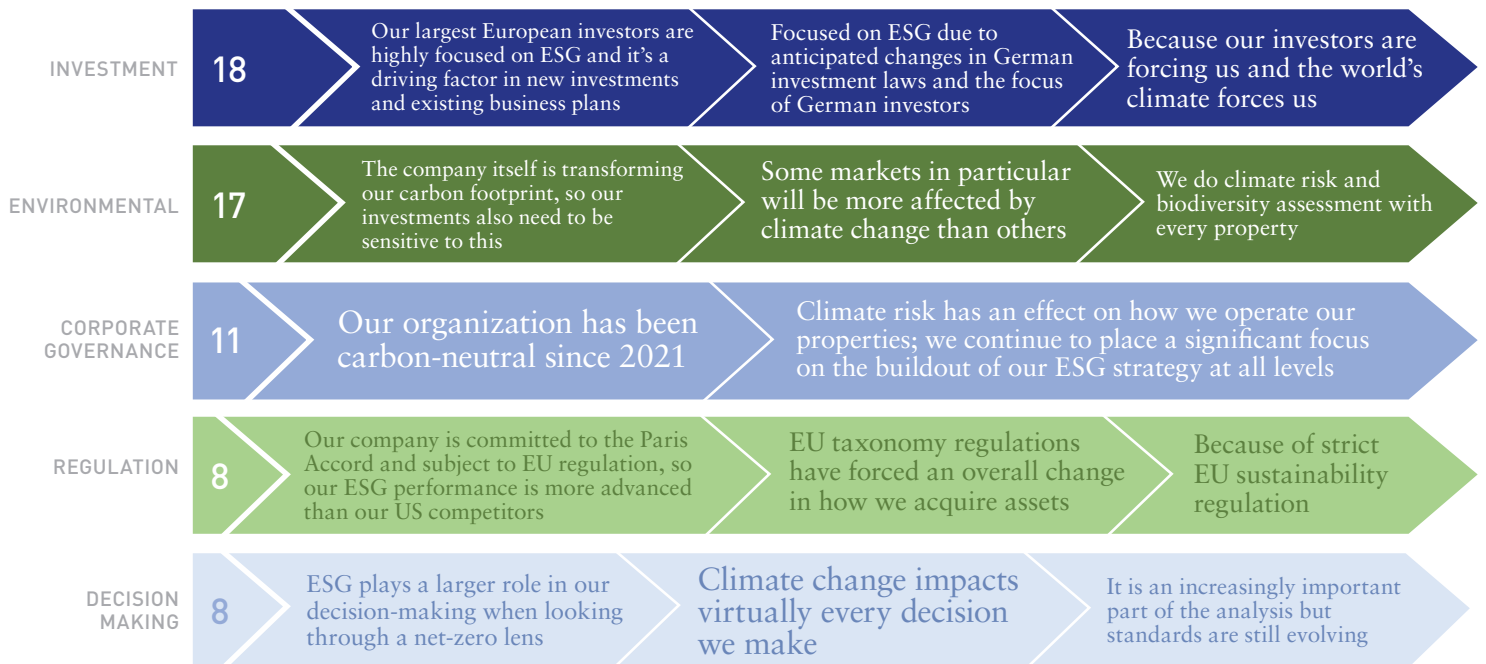 INVESTMENT
18
Our largest European investors are
highly focused on ESG and it's a
driving factor in new investments
and existing business plans
Focused on ESG due to
anticipated changes in German
investment laws and the focus
of German investors
Because our investors are
forcing us and the world's
climate forces us
ENVIRONMENTAL
17
The company itself is transforming
our carbon footprint, so our
investments also need to be
sensitive to this
Some markets in particular
will be more affected by
climate change than others
We do climate risk and
biodiversity assessment with
every property
CORPORATE
GOVERNANCE
11
Our organization has been
carbon-neutral since 2021
Climate risk has an effect on how we operate our
properties; we continue to place a significant focus
on the buildout of our ESG strategy at all levels
REGULATION
8
Our company is committed to the Paris
Accord and subject to EU regulation, so
our ESG performance is more advanced
than our US competitors
EU taxonomy regulations
have forced an overall change
in how we acquire assets
Because of strict
EU sustainability
regulation
DECISION
MAKING
8
ESG plays a larger role in our
decision-making when looking
through a net-zero lens
Climate change impacts
virtually every decision
we make
It is an increasingly important
part of the analysis but
standards are still evolving